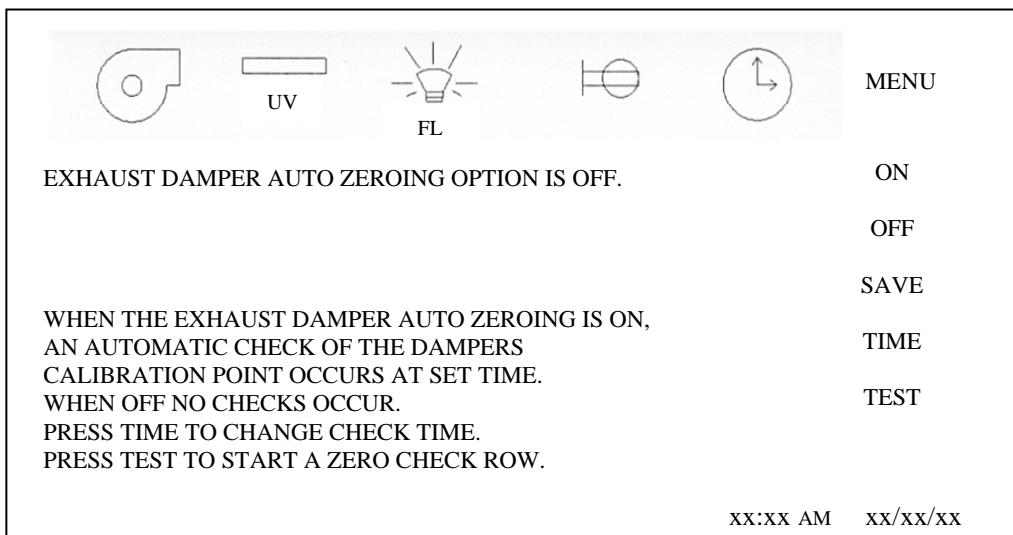 MENU
UV
FL
EXHAUST DAMPER AUTO ZEROING OPTION IS OFF.
ON
OFF
SAVE
WHEN THE EXHAUST DAMPER AUTO ZEROING IS ON,
AN AUTOMATIC CHECK OF THE DAMPERS
TIME
CALIBRATION POINT OCCURS AT SET TIME.
WHEN OFF NO CHECKS OCCUR.
TEST
PRESS TIME TO CHANGE CHECK TIME.
PRESS TEST TO START A ZERO CHECK ROW.
xx:xx AM xx/xx/xx